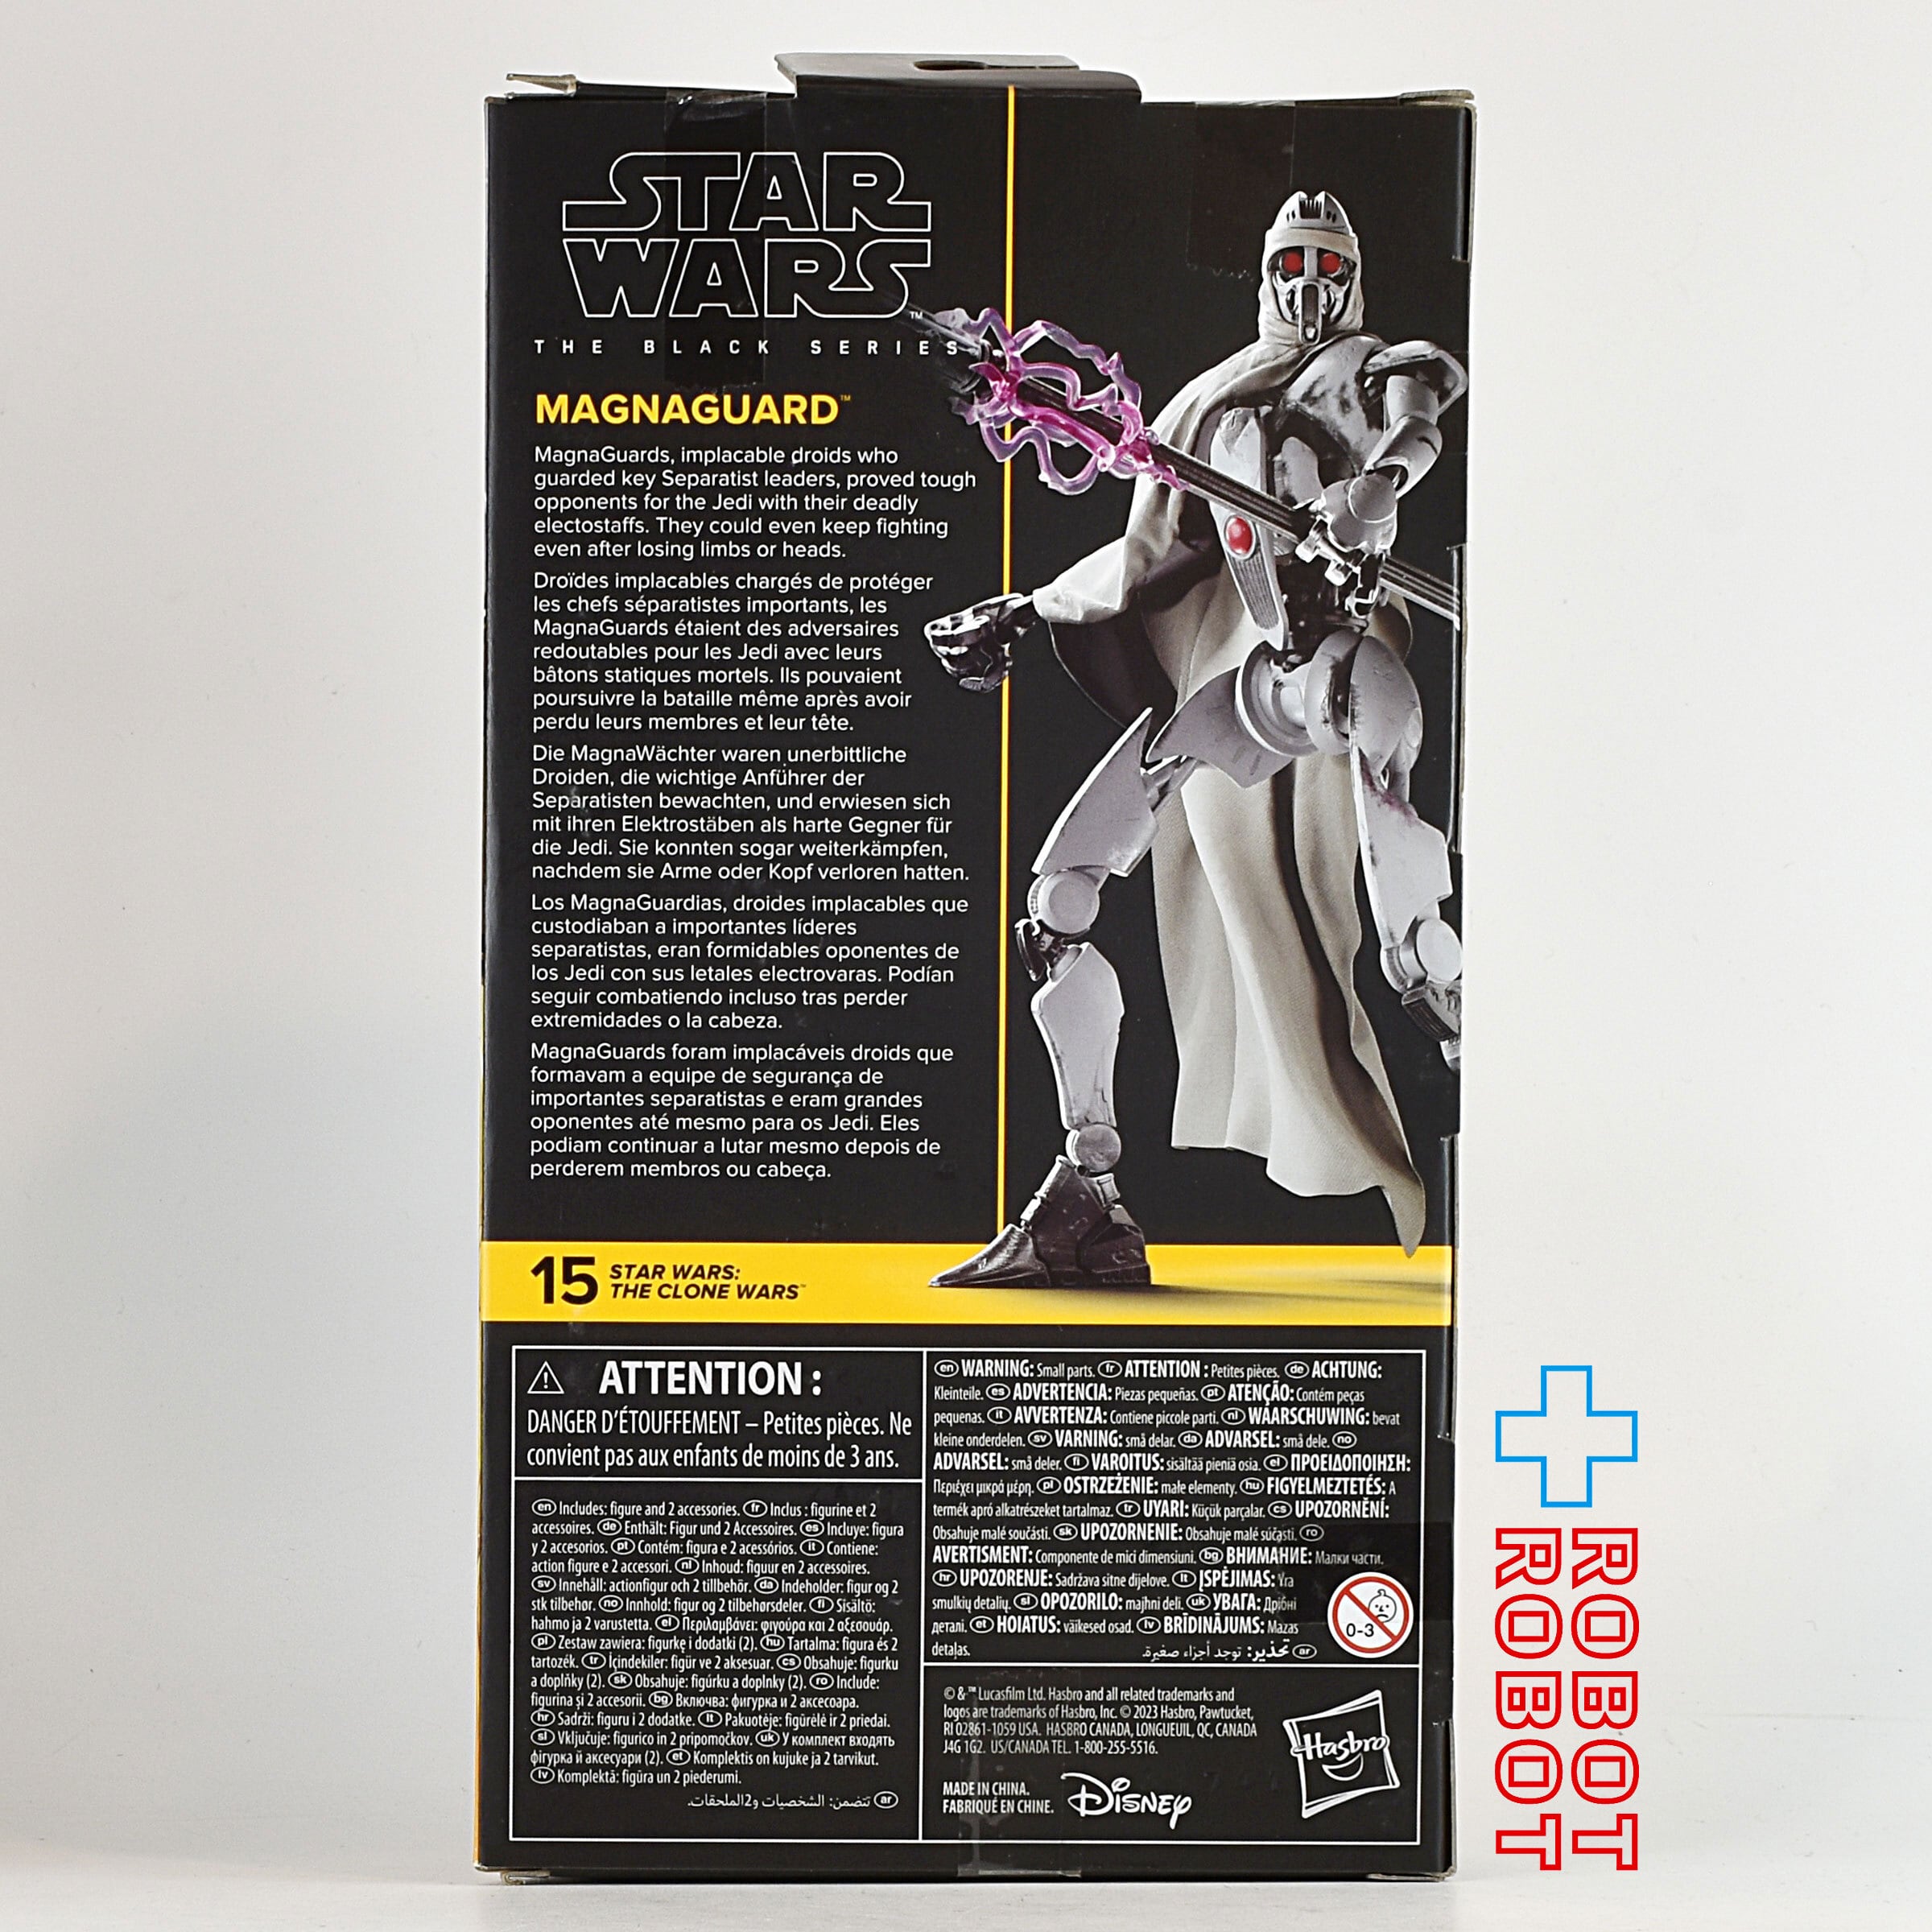 STAR
WARS™
THE BLACK SERIES
MAGNAGUARD™
MagnaGuards, implacable droids who
guarded key Separatist leaders, proved tough
opponents for the Jedi with their deadly
electostaffs. They could even keep fighting
even after losing limbs or heads.
Droïdes implacables chargés de protéger
les chefs séparatistes importants, les
MagnaGuards étaient des adversaires
redoutables pour les Jedi avec leurs
bâtons statiques mortels. Ils pouvaient
poursuivre la bataille même après avoir
perdu leurs membres et leur tête.
Die MagnaWächter waren unerbittliche
Droiden, die wichtige Anführer der
Separatisten bewachten, und erwiesen sich
mit ihren Elektrostäben als harte Gegner für
die Jedi. Sie konnten sogar weiterkämpfen,
nachdem sie Arme oder Kopf verloren hatten.
Los MagnaGuardias, droides implacables que
custodiaban a importantes líderes
separatistas, eran formidables oponentes de
los Jedi con sus letales electrovaras. Podían
seguir combatiendo incluso tras perder
extremidades o la cabeza.
MagnaGuards foram implacáveis droids que
formavam a equipe de segurança de
importantes separatistas e eram grandes
oponentes até mesmo para os Jedi. Eles
podiam continuar a lutar mesmo depois de
perderem membros ou cabeça.
15 STAR WARS:
THE CLONE WARS™
ATTENTION :
DANGER D'ÉTOUFFEMENT – Petites pièces. Ne
convient pas aux enfants de moins de 3 ans.
en Includes: figure and 2 accessories. fr Inclus : figurine et 2
accessoires. de Enthält: Figur und 2 Accessoires. es Incluye: figura
y 2 accesorios. pt Contém: figura e 2 acessórios. it Contiene:
action figure e 2 accessori. nl Inhoud: figuur en 2 accessoires.
sv Innehåll: actionfigur och 2 tillbehör. da Indeholder: figur og 2
stk tilbehør. no Innhold: figur og 2 tilbehørsdeler. fi Sisältö:
hahmo ja 2 varustetta. el Περιλαμβάνει: φιγούρα και 2 αξεσουάρ.
pl Zestaw zawiera: figurkę i dodatki (2). hu Tartalma: figura és 2
tartozék. tr İçindekiler: figür ve 2 aksesuar. cs Obsahuje: figurku
a doplňky (2). sk Obsahuje: figúrku a doplnky (2). ro Include:
figurina și 2 accesorii. bg Включва: фигурка и 2 аксесоара.
hr Sadrži: figuru i 2 dodatke. lt Pakuotėje: figūrėlė ir 2 priedai.
sl Vključuje: figurico in 2 pripomočkov. uk У комплект входять
фігурка й аксесуари (2). et Komplektis on kujuke ja 2 tarvikut.
lv Komplektā: figūra un 2 piederumi.
ar تتضمن: الشخصيات و2الملحقات.
en WARNING: Small parts. fr ATTENTION : Petites pièces. de ACHTUNG:
Kleinteile. es ADVERTENCIA: Piezas pequeñas. pt ATENÇÃO: Contém peças
pequenas. it AVVERTENZA: Contiene piccole parti. nl WAARSCHUWING: bevat
kleine onderdelen. sv VARNING: små delar. da ADVARSEL: små dele. no
ADVARSEL: små deler. fi VAROITUS: sisältää pieniä osia. el ΠΡΟΕΙΔΟΠΟΙΗΣΗ:
Περιέχει μικρά μέρη. pl OSTRZEŻENIE: małe elementy. hu FIGYELMEZTETÉS: A
termék apró alkatrészeket tartalmaz. tr UYARI: Küçük parçalar. cs UPOZORNĚNÍ:
Obsahuje malé součásti. sk UPOZORNENIE: Obsahuje malé súčasti. ro
AVERTISMENT: Componente de mici dimensiuni. bg ВНИМАНИЕ: Малки части.
hr UPOZORENJE: Sadržava sitne dijelove. lt ĮSPĖJIMAS: Yra
smulkių detalių. sl OPOZORILO: majhni deli. uk УВАГА: Дрібні
деталі. et HOIATUS: väikesed osad. lv BRĪDINĀJUMS: Mazas
detaļas. ar تحذير: توجد أجزاء صغيرة.
0-3
© &™ Lucasfilm Ltd. Hasbro and all related trademarks and
logos are trademarks of Hasbro, Inc. © 2023 Hasbro, Pawtucket,
RI 02861-1059 USA. HASBRO CANADA, LONGUEUIL, QC, CANADA
J4G 1G2. US/CANADA TEL. 1-800-255-5516.
MADE IN CHINA.
FABRIQUÉ EN CHINE.
Disney
Hasbro
ROBOT
ROBOT